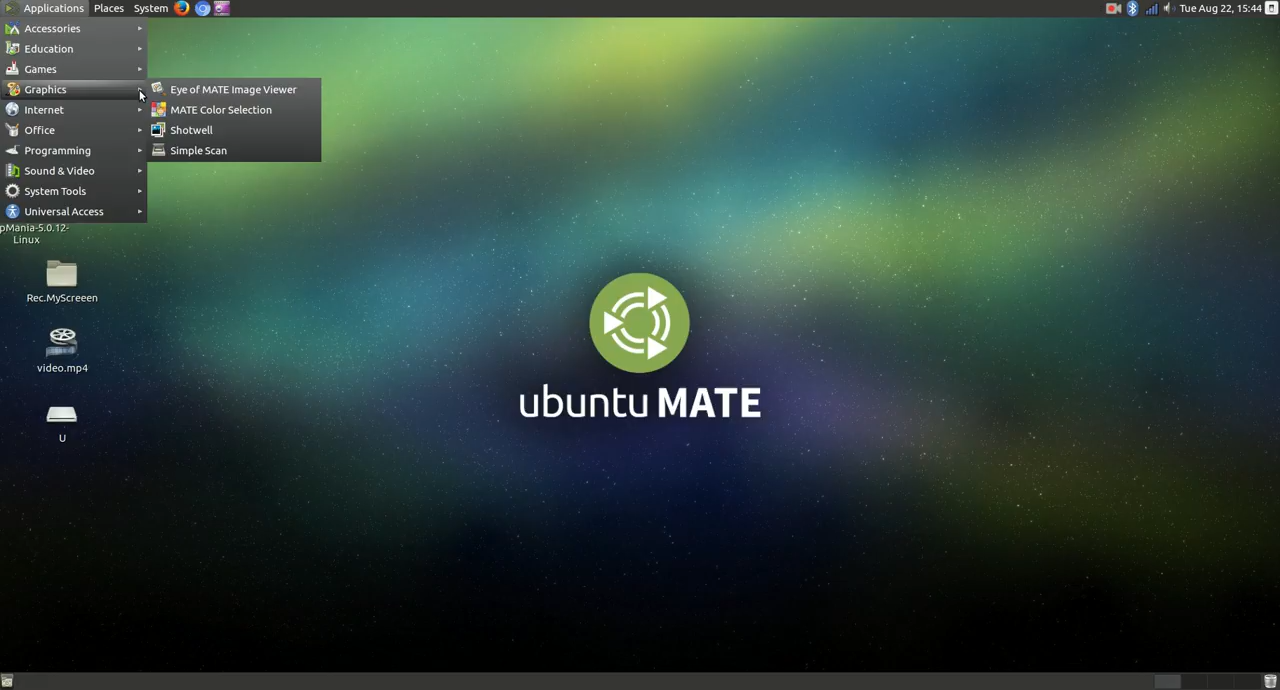 Applications Places System
Tue Aug 22, 15:44
Accessories
Education
Games
Graphics
Internet
Office
Programming
Sound & Video
System Tools
Universal Access
Eye of MATE Image Viewer
MATE Color Selection
Shotwell
Simple Scan
pMania-5.0.12-
Linux
Rec.MyScreeen
video.mp4
U
ubuntu MATE